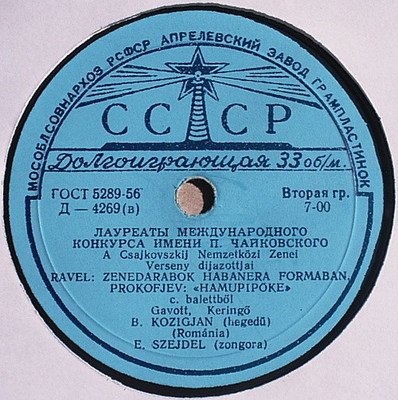 МОСОБЛСОВНАРХОЗ РСФСР АПРЕЛЕВСКИЙ ЗАВОД ГРАМПЛАСТИНОК
СССР
Долгоиграющая 33 об/м.
ГОСТ 5289-56
Д — 4269 (в)
Вторая гр.
7-00
ЛАУРЕАТЫ МЕЖДУНАРОДНОГО
КОНКУРСА ИМЕНИ П. ЧАЙКОВСКОГО
A Csajkovszkij Nemzetközi Zenei
Verseny dijazottjai
RAVEL: ZENEDARABOK HABANERA FORMABAN.
PROKOFJEV: «HAMUPIPÖKE»
c. balettből
Gavott, Keringő
B. KOZIGJAN (hegedű)
(Románia)
E. SZEJDEL (zongora)